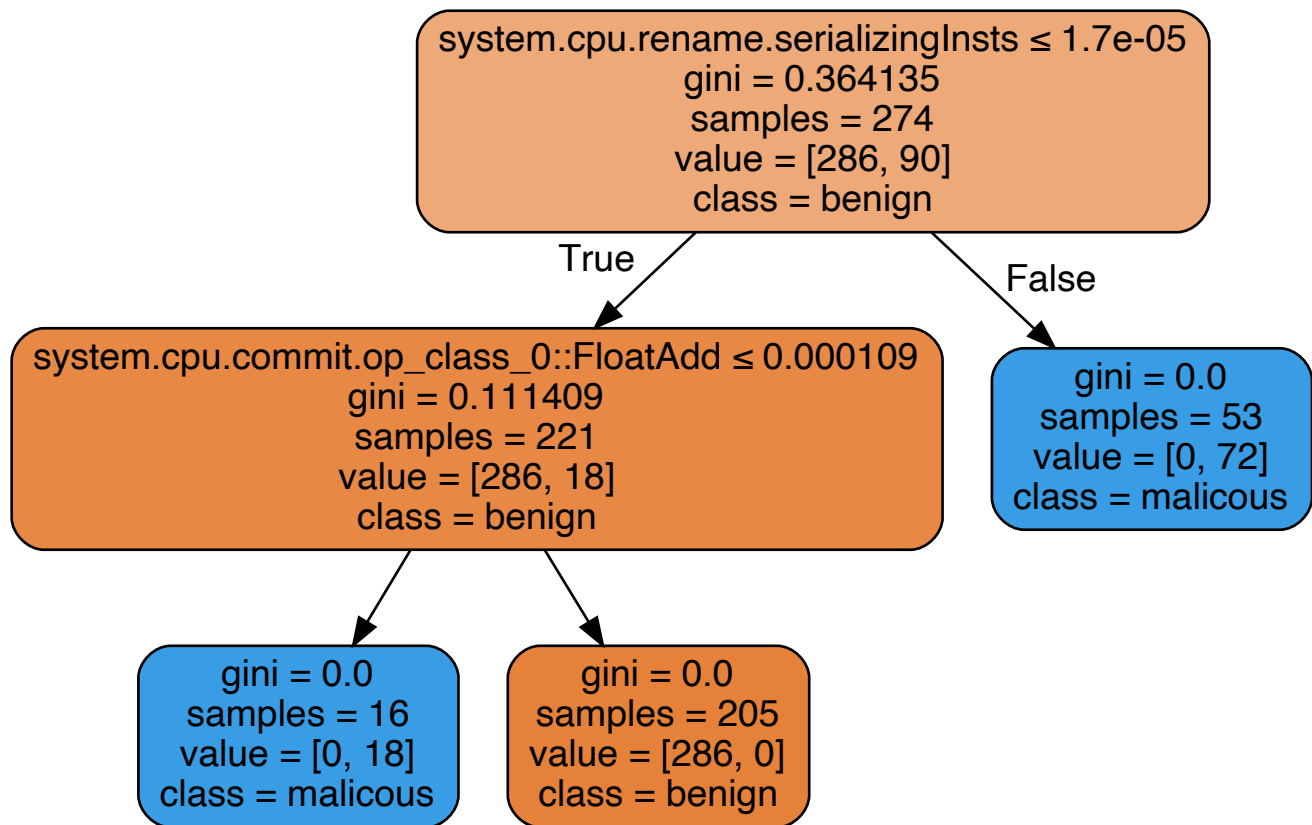 system.cpu.rename.serializingInsts ≤ 1.7e-05
gini = 0.364135
samples = 274
value = [286, 90]
class = benign
True
False
system.cpu.commit.op_class_0::FloatAdd ≤ 0.000109
gini = 0.111409
samples = 221
value = [286, 18]
class = benign
gini = 0.0
samples = 53
value = [0, 72]
class = malicous
gini = 0.0
samples = 16
value = [0, 18]
class = malicous
gini = 0.0
samples = 205
value = [286, 0]
class = benign